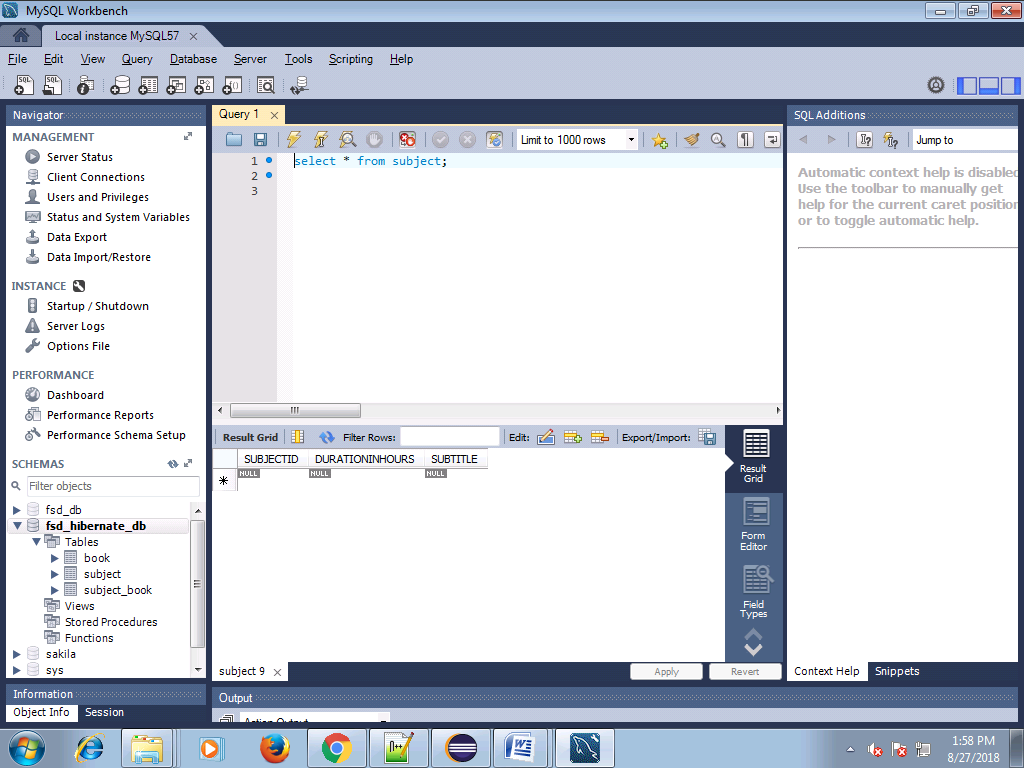 MySQL Workbench
Local instance MySQL57
File Edit View Query Database Server Tools Scripting Help
Navigator
MANAGEMENT
Server Status
Client Connections
Users and Privileges
Status and System Variables
Data Export
Data Import/Restore
INSTANCE
Startup / Shutdown
Server Logs
Options File
PERFORMANCE
Dashboard
Performance Reports
Performance Schema Setup
SCHEMAS
Filter objects
fsd_db
fsd_hibernate_db
Tables
book
subject
subject_book
Views
Stored Procedures
Functions
sakila
sys
Information
Object Info Session
Query 1
Limit to 1000 rows
1 select * from subject;
2
3
Result Grid Filter Rows: Edit: Export/Import:
SUBJECTID DURATIONINHOURS SUBTITLE
NULL NULL NULL
Result
Grid
Form
Editor
Field
Types
subject 9
Apply Revert
Output
Action Output
SQL Additions
Jump to
Automatic context help is disabled
Use the toolbar to manually get
help for the current caret position
or to toggle automatic help.
Context Help Snippets
1:58 PM
8/27/2018